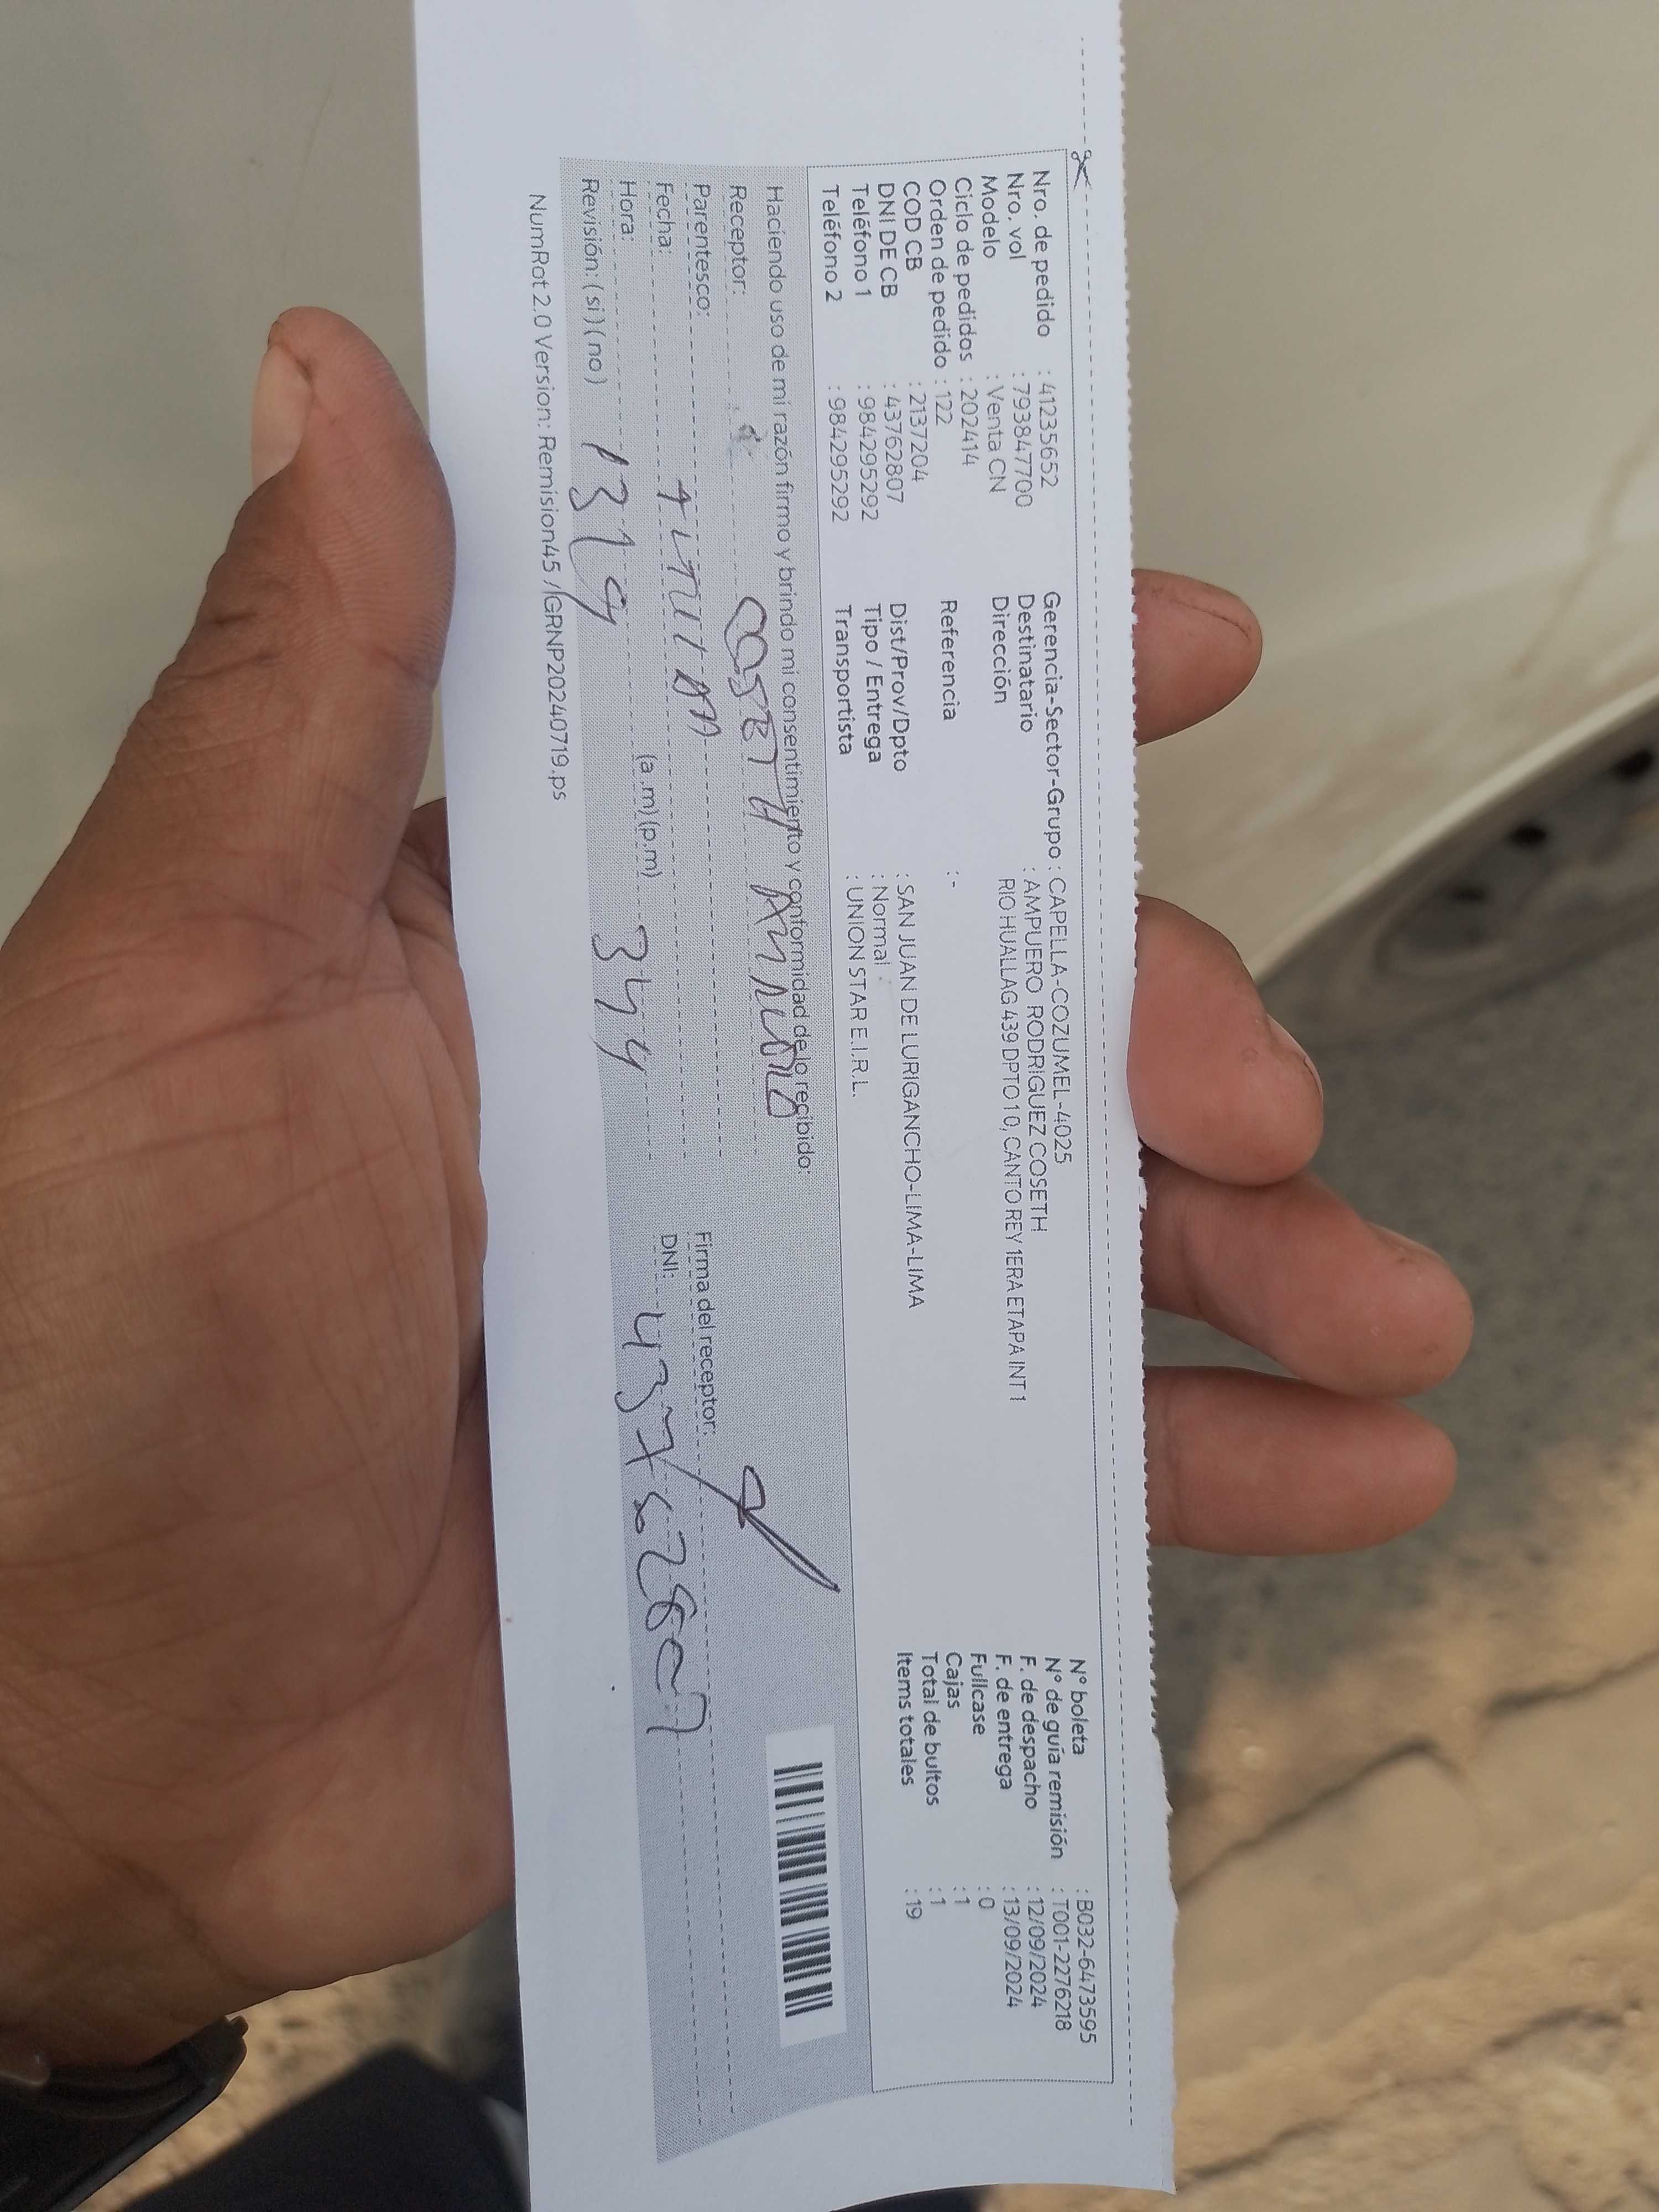 Nro. de pedido : 41235652
Nro. vol : 793847700
Modelo : Venta CN
Ciclo de pedidos : 202414
Orden de pedido : 122
COD CB : 2137204
DNI DE CB : 43762807
Teléfono 1 : 984295292
Teléfono 2 : 984295292
Gerencia-Sector-Grupo : CAPELLA-COZUMEL-4025
Destinatario : AMPUERO RODRIGUEZ COSETH
Dirección RIO HUALLAG 439 DPTO 10, CANTO REY 1ERA ETAPA INT 1
Referencia : -
Dist/Prov/Dpto : SAN JUAN DE LURIGANCHO-LIMA-LIMA
Tipo / Entrega : Normal
Transportista : UNION STAR E.I.R.L.
N° boleta : B032-6473595
N° de guía remisión : T001-2276218
F. de despacho : 12/09/2024
F. de entrega : 13/09/2024
Fullcase : 0
Cajas : 1
Total de bultos : 1
Items totales : 19
Haciendo uso de mi razón firmo y brindo mi consentimiento y conformidad de lo recibido:
Receptor: COSETH
Parentesco: TITULAR
Fecha: 13/9
Hora: (a.m)(p.m) 344
Revisión: (si)(no)
Firma del receptor:
DNI: 43762807
NumRot 2.0 Version: Remision45 /IGRNP20240719.ps